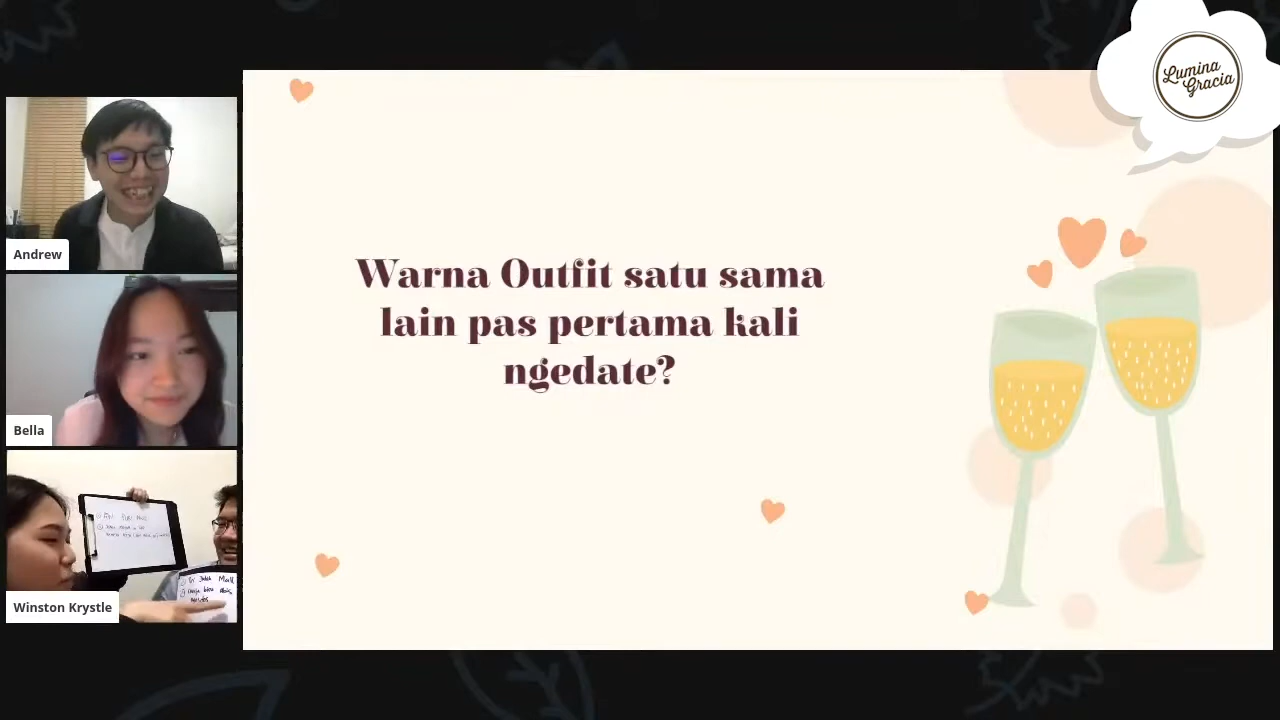 Lumina
Gracia
Warna Outfit satu sama
lain pas pertama kali
ngedate?
Andrew
Bella
Winston Krystle